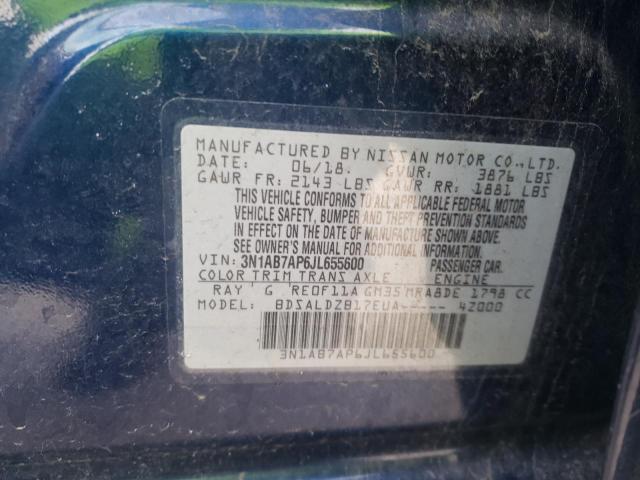 MANUFACTURED BY NISSAN MOTOR CO., LTD.
DATE: 06/18. GVWR: 3876 LBS
GAWR FR: 2143 LBS GAWR RR: 1881 LBS
THIS VEHICLE CONFORMS TO ALL APPLICABLE FEDERAL MOTOR
VEHICLE SAFETY, BUMPER AND THEFT PREVENTION STANDARDS
IN EFFECT ON THE DATE OF MANUFACTURE SHOWN ABOVE.
SEE OWNER'S MANUAL FOR ADDITIONAL INFORMATION.
VIN: 3N1AB7AP6JL655600 PASSENGER CAR.
COLOR TRIM TRANS AXLE ENGINE
RAY G RE0F11A GM35 MRA8DE 1798 CC
MODEL: BDSALDZB17EUA----- 42000
3N1AB7AP6JL655600